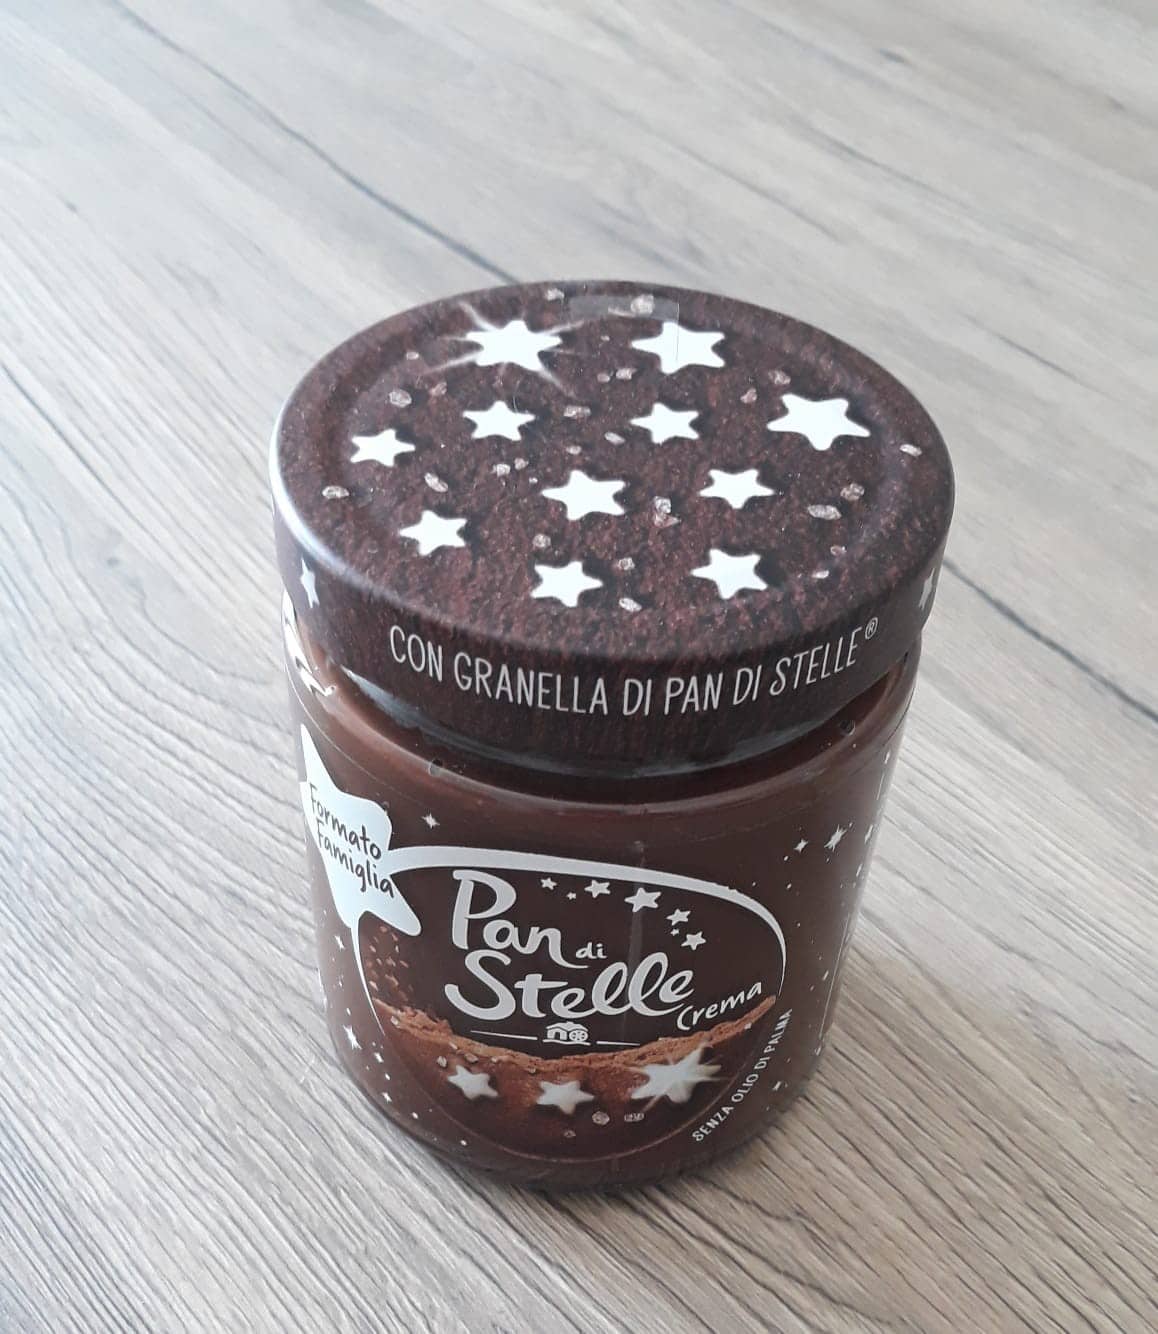 CON GRANELLA DI PAN DI STELLE®
Formato
Famiglia
Pan di
Stelle
Crema
SENZA OLIO DI PALMA